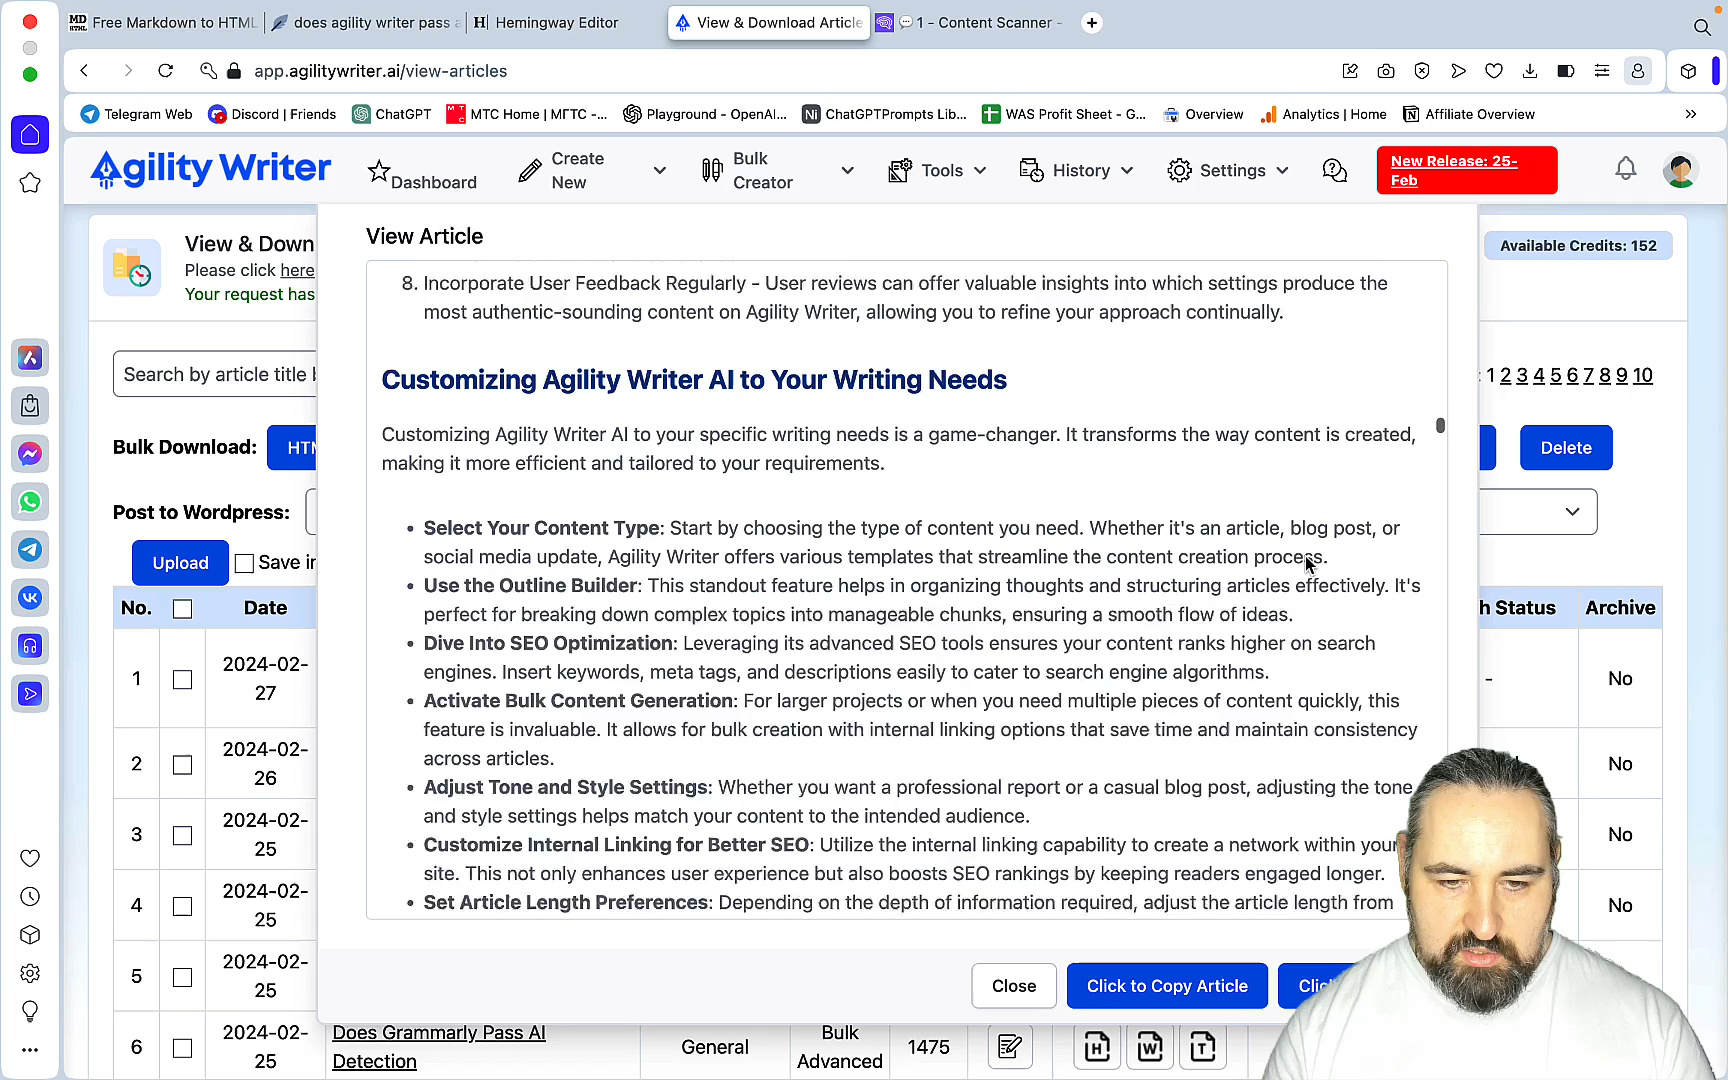 Free Markdown to HTML
does agility writer pass a
Hemingway Editor
View & Download Article
1 - Content Scanner -
app.agilitywriter.ai/view-articles
Telegram Web
Discord | Friends
ChatGPT
МТС Home | МГТС -...
Playground - OpenAI...
ChatGPTPrompts Lib...
WAS Profit Sheet - G...
Overview
Analytics | Home
Affiliate Overview
Agility Writer
Dashboard
Create New
Bulk Creator
Tools
History
Settings
New Release: 25-
Feb
View & Down
Please click here
Your request has
Available Credits: 152
View Article
8. Incorporate User Feedback Regularly - User reviews can offer valuable insights into which settings produce the
most authentic-sounding content on Agility Writer, allowing you to refine your approach continually.
Customizing Agility Writer AI to Your Writing Needs
Customizing Agility Writer AI to your specific writing needs is a game-changer. It transforms the way content is created,
making it more efficient and tailored to your requirements.
• Select Your Content Type: Start by choosing the type of content you need. Whether it's an article, blog post, or
social media update, Agility Writer offers various templates that streamline the content creation process.
• Use the Outline Builder: This standout feature helps in organizing thoughts and structuring articles effectively. It's
perfect for breaking down complex topics into manageable chunks, ensuring a smooth flow of ideas.
• Dive Into SEO Optimization: Leveraging its advanced SEO tools ensures your content ranks higher on search
engines. Insert keywords, meta tags, and descriptions easily to cater to search engine algorithms.
• Activate Bulk Content Generation: For larger projects or when you need multiple pieces of content quickly, this
feature is invaluable. It allows for bulk creation with internal linking options that save time and maintain consistency
across articles.
• Adjust Tone and Style Settings: Whether you want a professional report or a casual blog post, adjusting the tone
and style settings helps match your content to the intended audience.
• Customize Internal Linking for Better SEO: Utilize the internal linking capability to create a network within your
site. This not only enhances user experience but also boosts SEO rankings by keeping readers engaged longer.
• Set Article Length Preferences: Depending on the depth of information required, adjust the article length from
Close
Click to Copy Article
Clic
Search by article title b
: 1 2 3 4 5 6 7 8 9 10
Bulk Download:
HTM
Delete
Post to Wordpress:
Upload
Save in
No.
Date
h Status
Archive
1
2024-02-
27
-
No
2
2024-02-
26
No
3
2024-02-
25
No
4
2024-02-
25
No
5
2024-02-
25
6
2024-02-
25
Does Grammarly Pass AI
Detection
General
Bulk
Advanced
1475
H
W
T